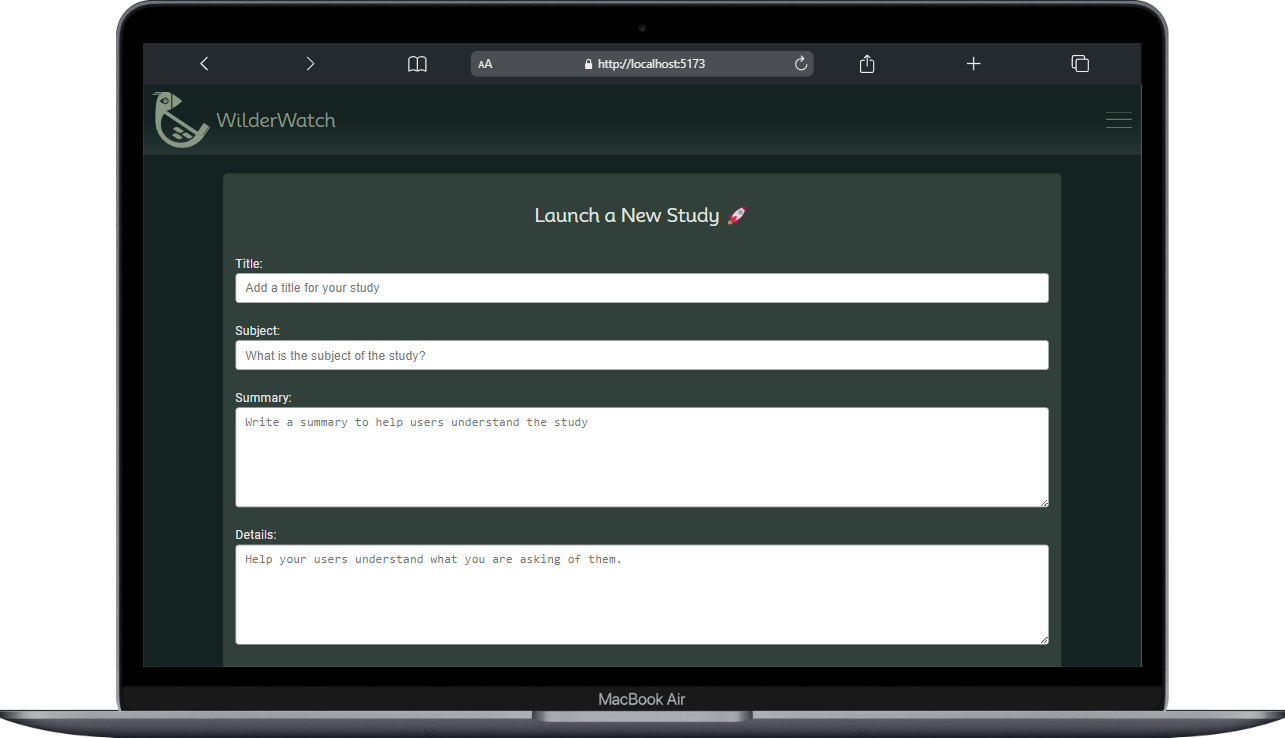 AA http://localhost:5173
WilderWatch
Launch a New Study 🚀
Title:
Add a title for your study
Subject:
What is the subject of the study?
Summary:
Write a summary to help users understand the study
Details:
Help your users understand what you are asking of them.
MacBook Air